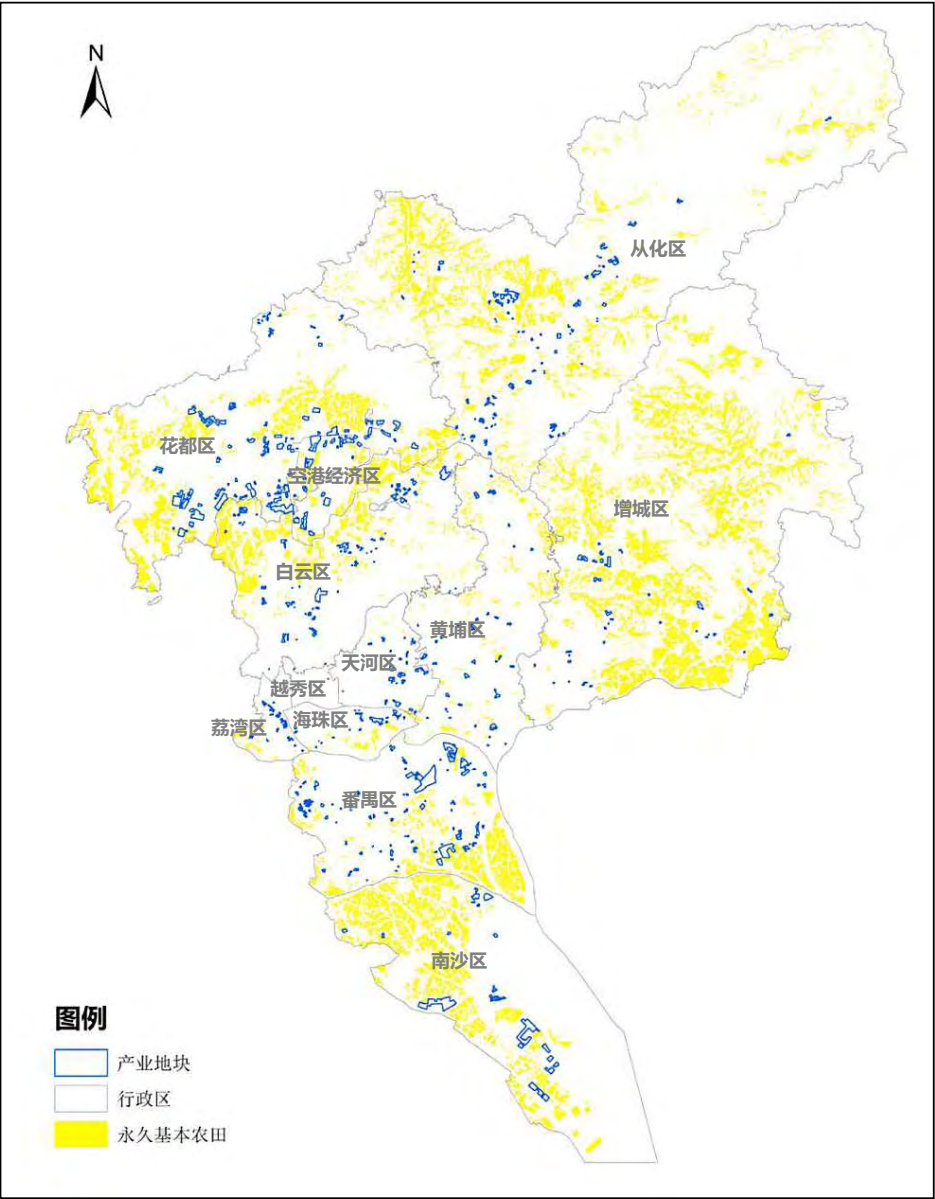 N
从化区
花都区
空港经济区
增城区
白云区
黄埔区
天河区
越秀区
海珠区
荔湾区
番禺区
南沙区
图例
产业地块
行政区
永久基本农田